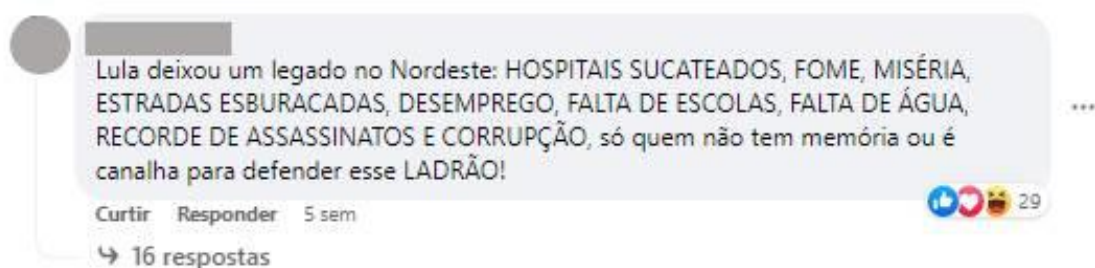 Lula deixou um legado no Nordeste: HOSPITAIS SUCATEADOS, FOME, MISÉRIA,
ESTRADAS ESBURACADAS, DESEMPREGO, FALTA DE ESCOLAS, FALTA DE ÁGUA,
RECORDE DE ASSASSINATOS E CORRUPÇÃO, só quem não tem memória ou é
canalha para defender esse LADRÃO!
29
Curtir Responder 5 sem
16 respostas